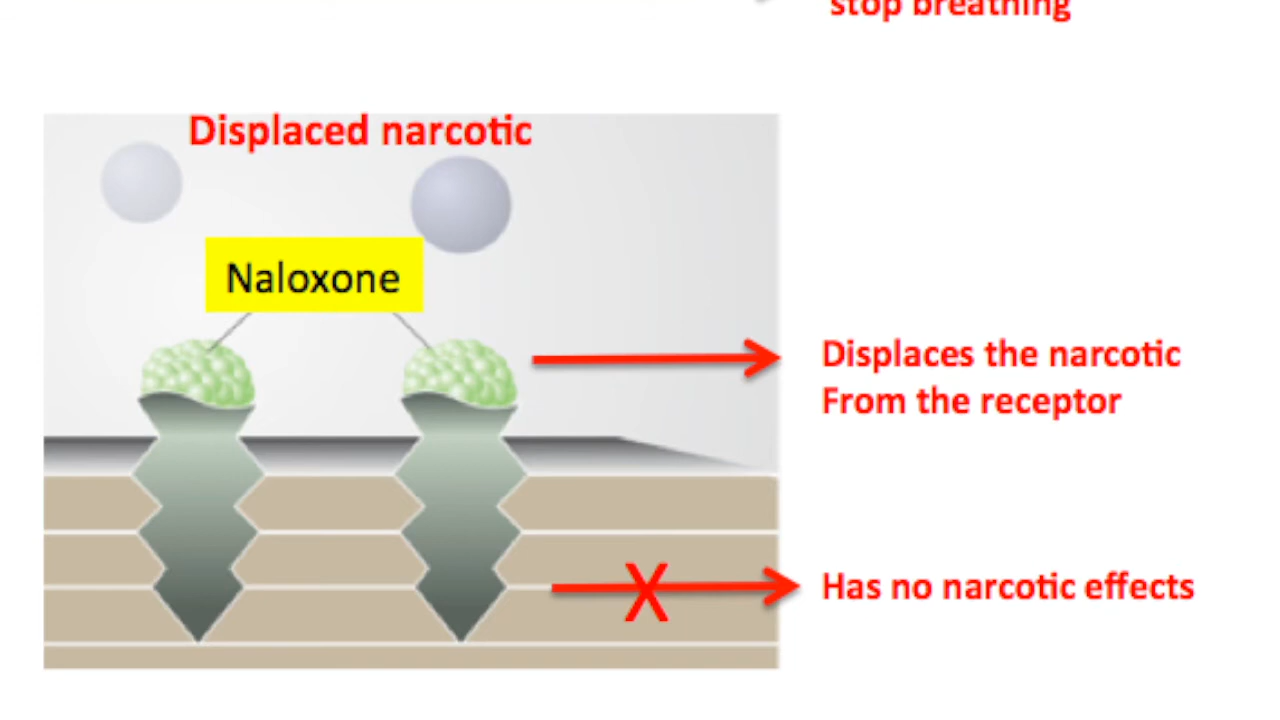 stop breathing
Displaced narcotic
Naloxone
Displaces the narcotic
From the receptor
X
Has no narcotic effects